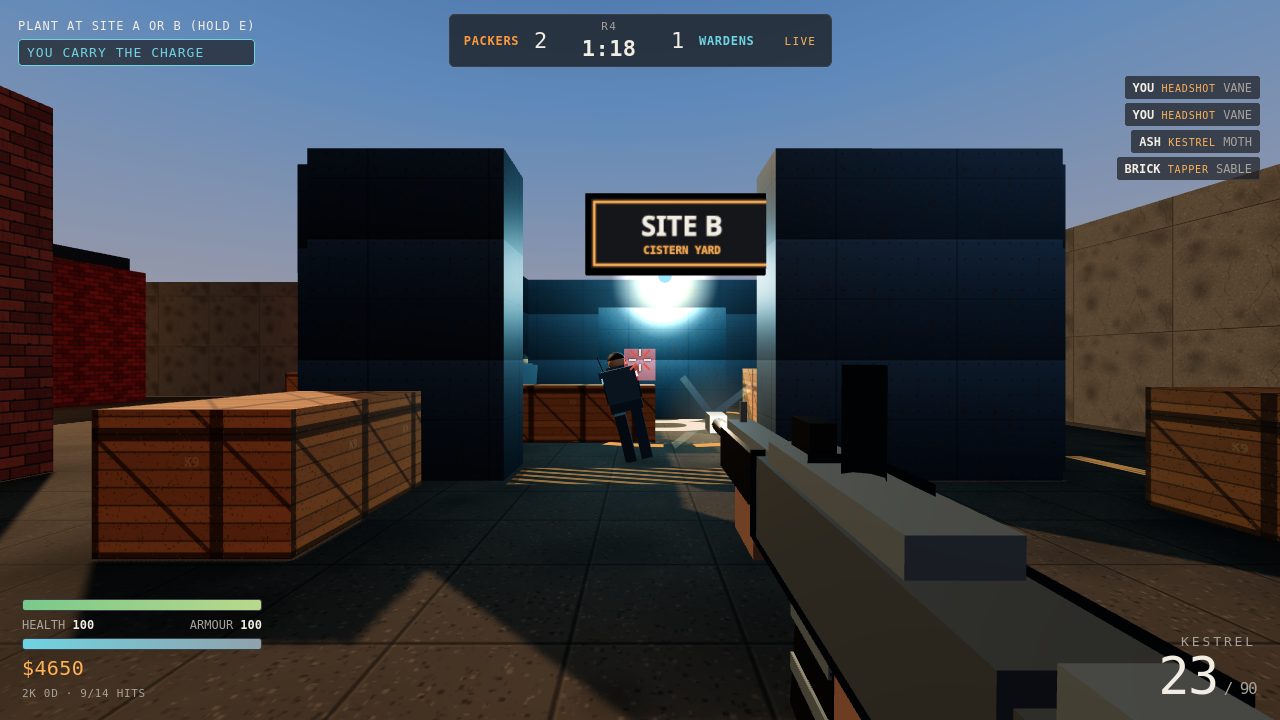 PLANT AT SITE A OR B (HOLD E)
YOU CARRY THE CHARGE
R4
PACKERS 2 1:18 1 WARDENS LIVE
YOU HEADSHOT VANE
YOU HEADSHOT VANE
ASH KESTREL MOTH
BRICK TAPPER SABLE
SITE B
CISTERN YARD
K9
K9
HEALTH 100 ARMOUR 100
$4650
2K 0D · 9/14 HITS
KESTREL
23 / 90